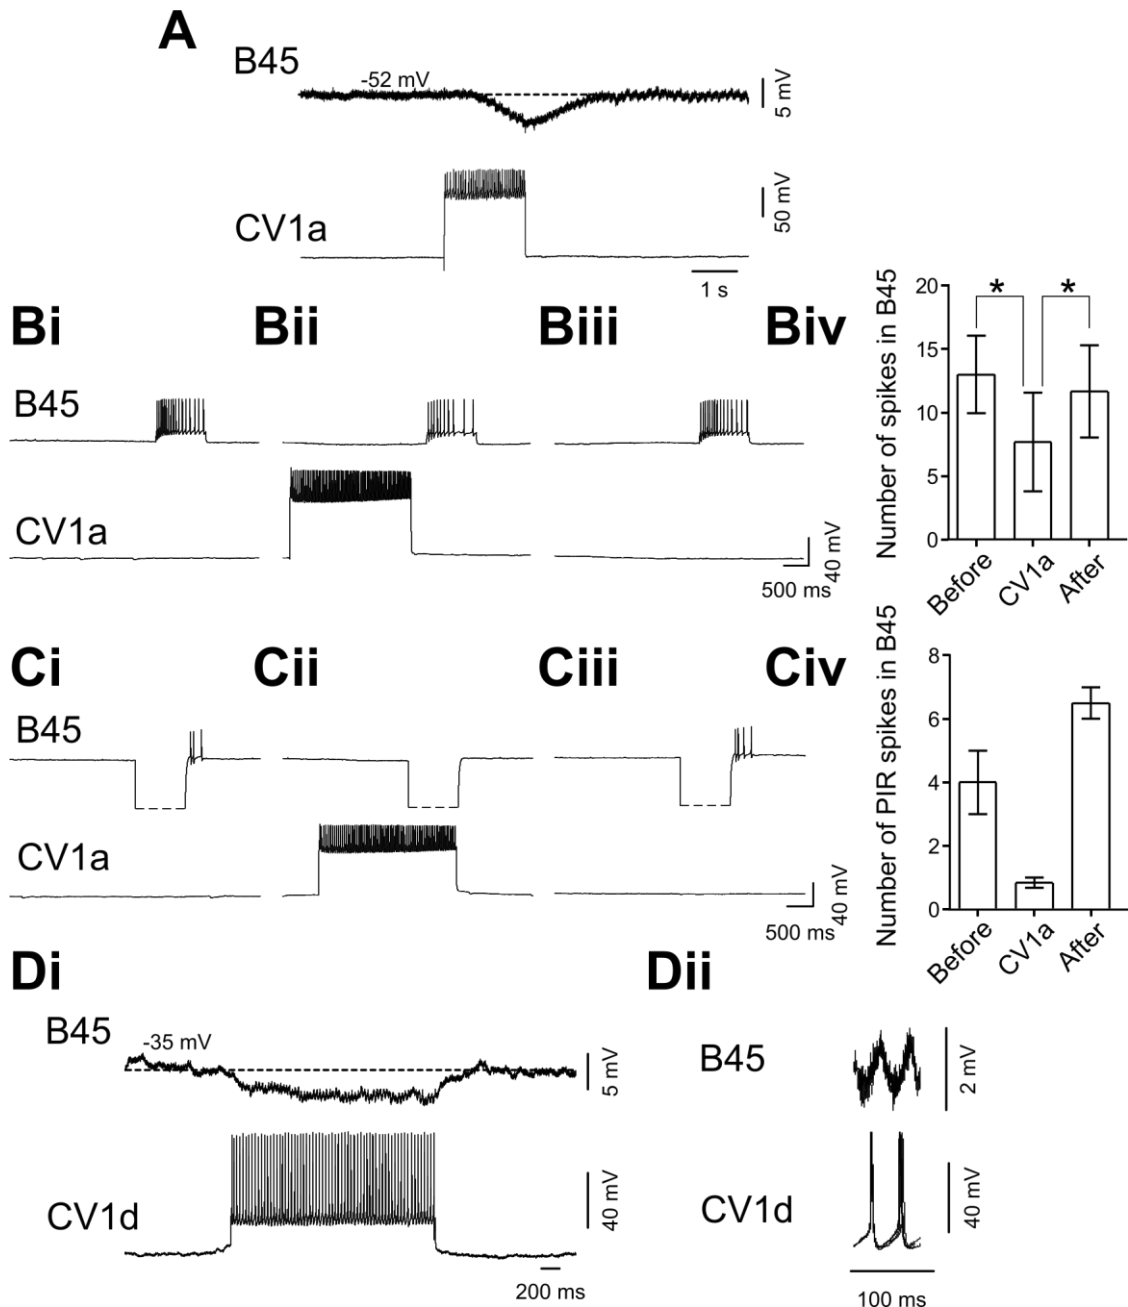 A
B45
-52 mV
5 mV
CV1a
50 mV
1 s
Bi
Bii
Biii
Biv
B45
CV1a
40 mV
500 ms
Number of spikes in B45
20
15
10
5
0
* *
Before
CV1a
After
Ci
Cii
Ciii
Civ
B45
CV1a
40 mV
500 ms
Number of PIR spikes in B45
8
6
4
2
0
Before
CV1a
After
Di
B45
-35 mV
5 mV
CV1d
40 mV
200 ms
Dii
B45
2 mV
CV1d
40 mV
100 ms